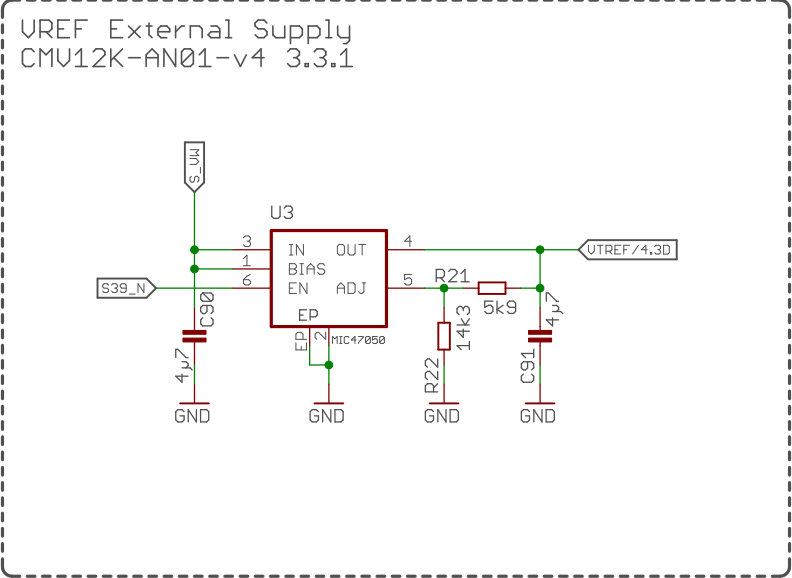 VREF External Supply
CMV12K-AN01-v4 3.3.1
S_VW
U3
3
IN
OUT
4
VTREF/4.3D
1
BIAS
S39_N
6
EN
ADJ
5
R21
5k9
C90
4µ7
EP
EP
2
MIC47050
14k3
R22
4µ7
C91
GND
GND
GND
GND